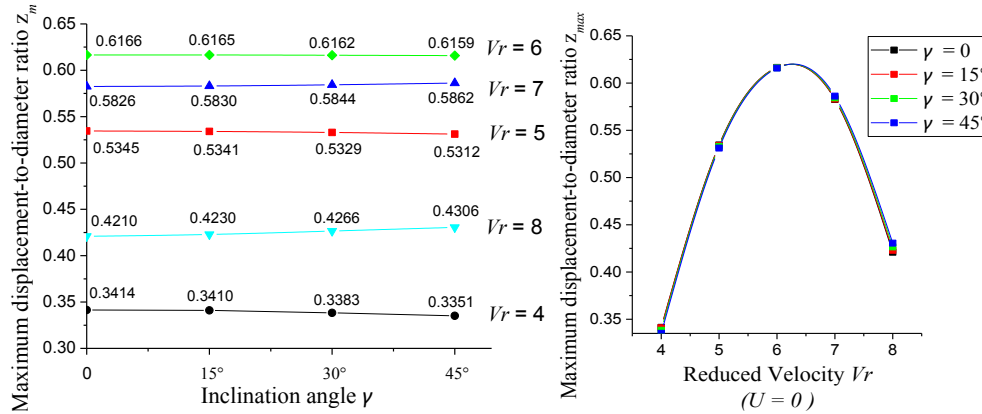 Maximum displacement-to-diameter ratio z_m
0.65
0.60
0.55
0.50
0.45
0.40
0.35
0.30
0.6166 0.6165 0.6162 0.6159 Vr = 6
0.5826 0.5830 0.5844 0.5862 Vr = 7
0.5345 0.5341 0.5329 0.5312 Vr = 5
0.4210 0.4230 0.4266 0.4306 Vr = 8
0.3414 0.3410 0.3383 0.3351 Vr = 4
0 15° 30° 45°
Inclination angle γ
Maximum displacement-to-diameter ratio z_max
0.65
0.60
0.55
0.50
0.45
0.40
0.35
4 5 6 7 8
Reduced Velocity Vr
(U = 0 )
γ = 0
γ = 15°
γ = 30°
γ = 45°